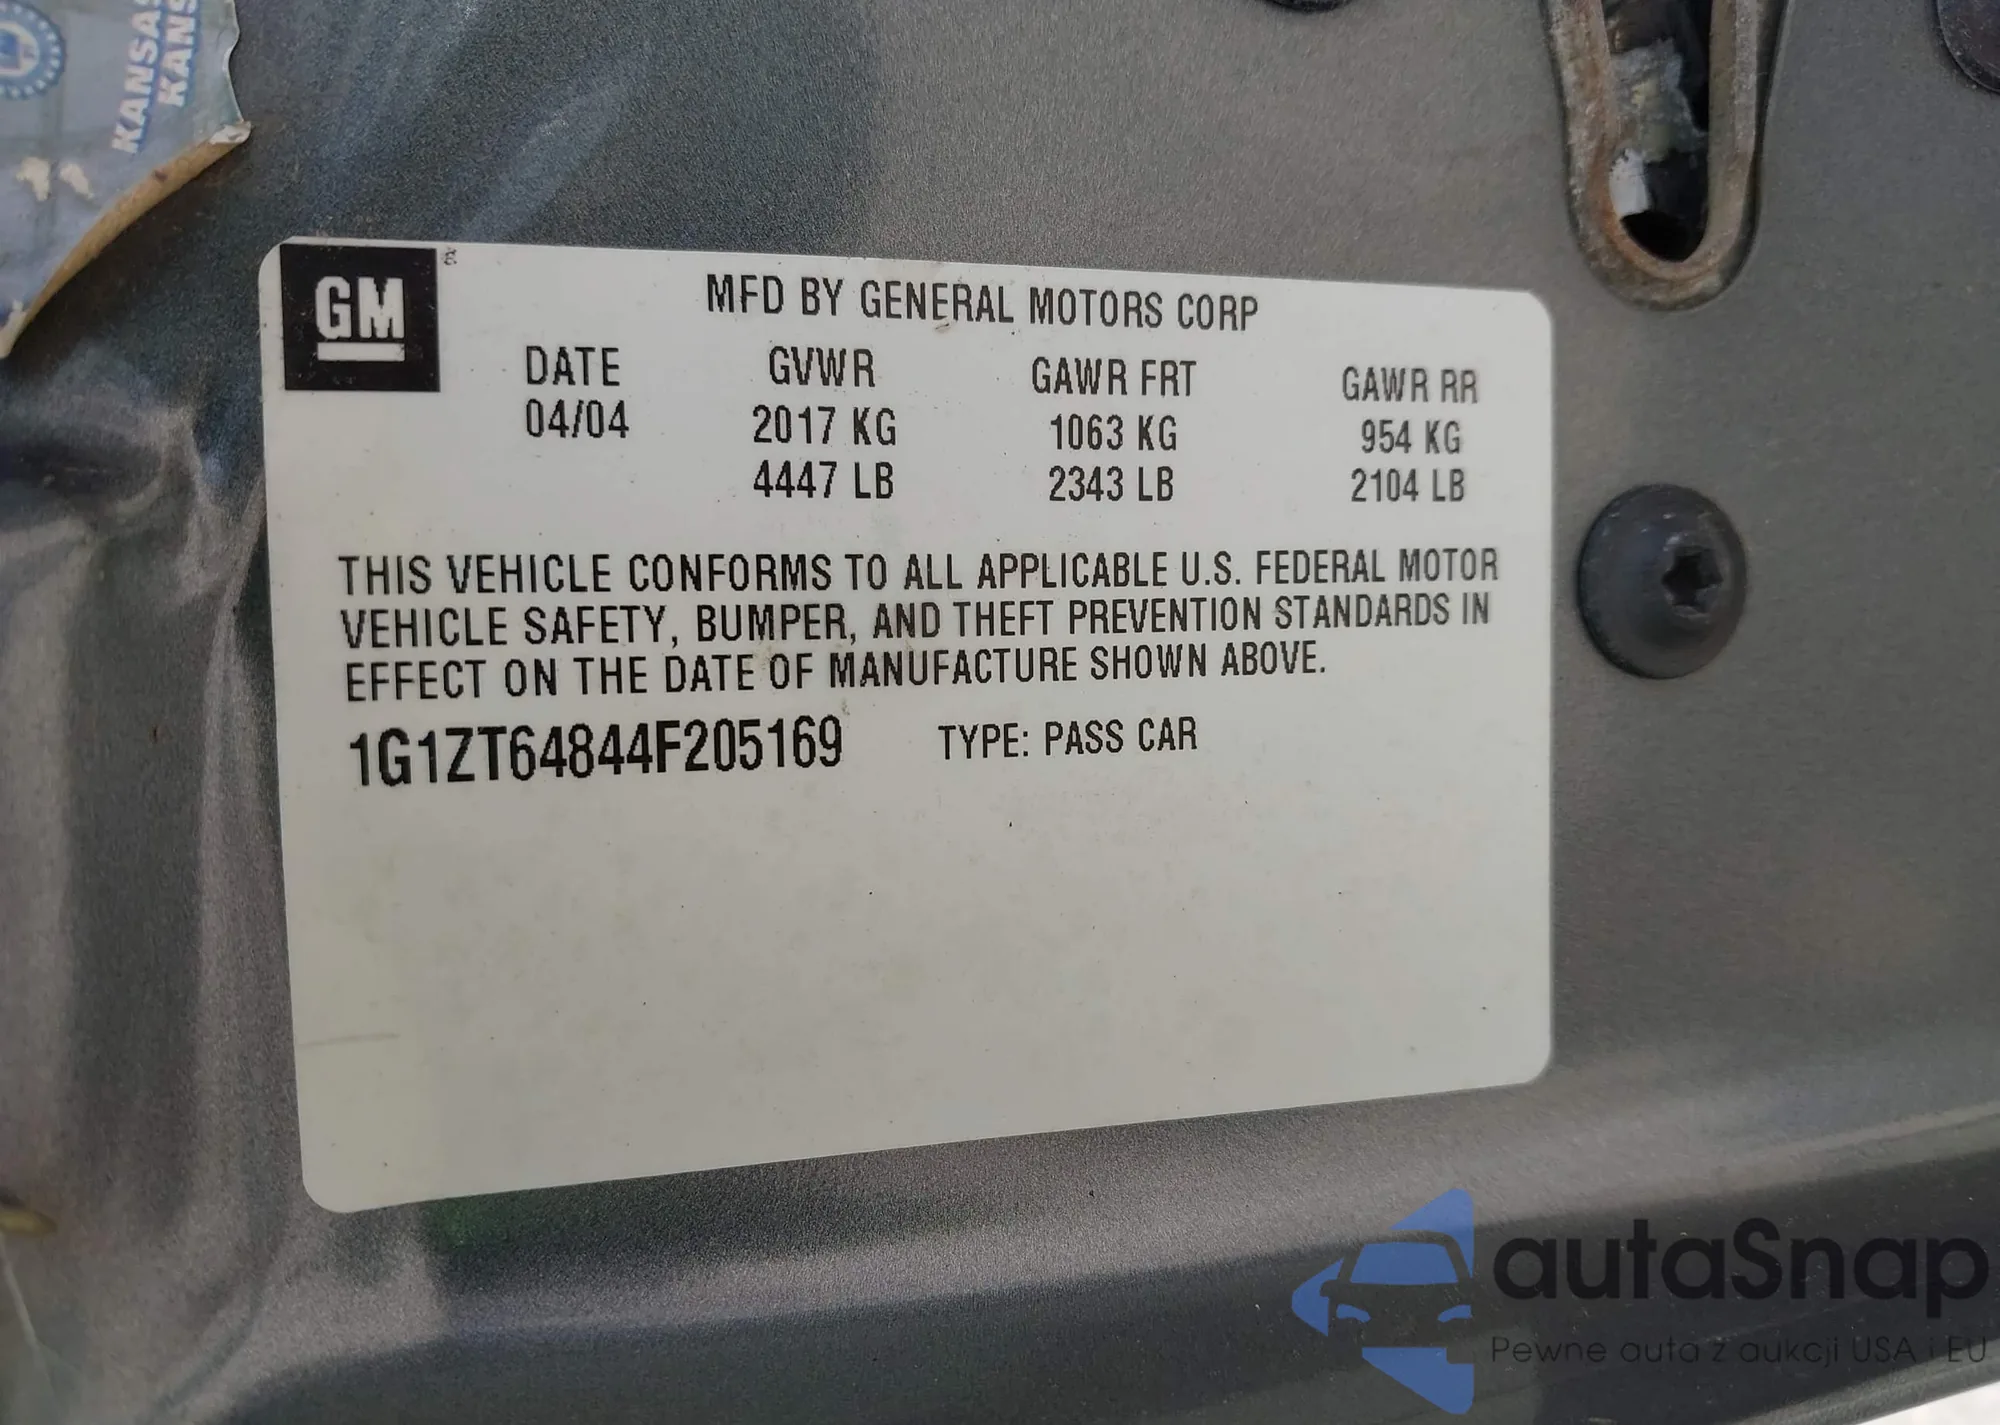 KANSAS
KANS
GM
MFD BY GENERAL MOTORS CORP
DATE GVWR GAWR FRT GAWR RR
04/04 2017 KG 1063 KG 954 KG
4447 LB 2343 LB 2104 LB
THIS VEHICLE CONFORMS TO ALL APPLICABLE U.S. FEDERAL MOTOR
VEHICLE SAFETY, BUMPER, AND THEFT PREVENTION STANDARDS IN
EFFECT ON THE DATE OF MANUFACTURE SHOWN ABOVE.
1G1ZT64844F205169 TYPE: PASS CAR
autaSnap
Pewne auta z aukcji USA i EU